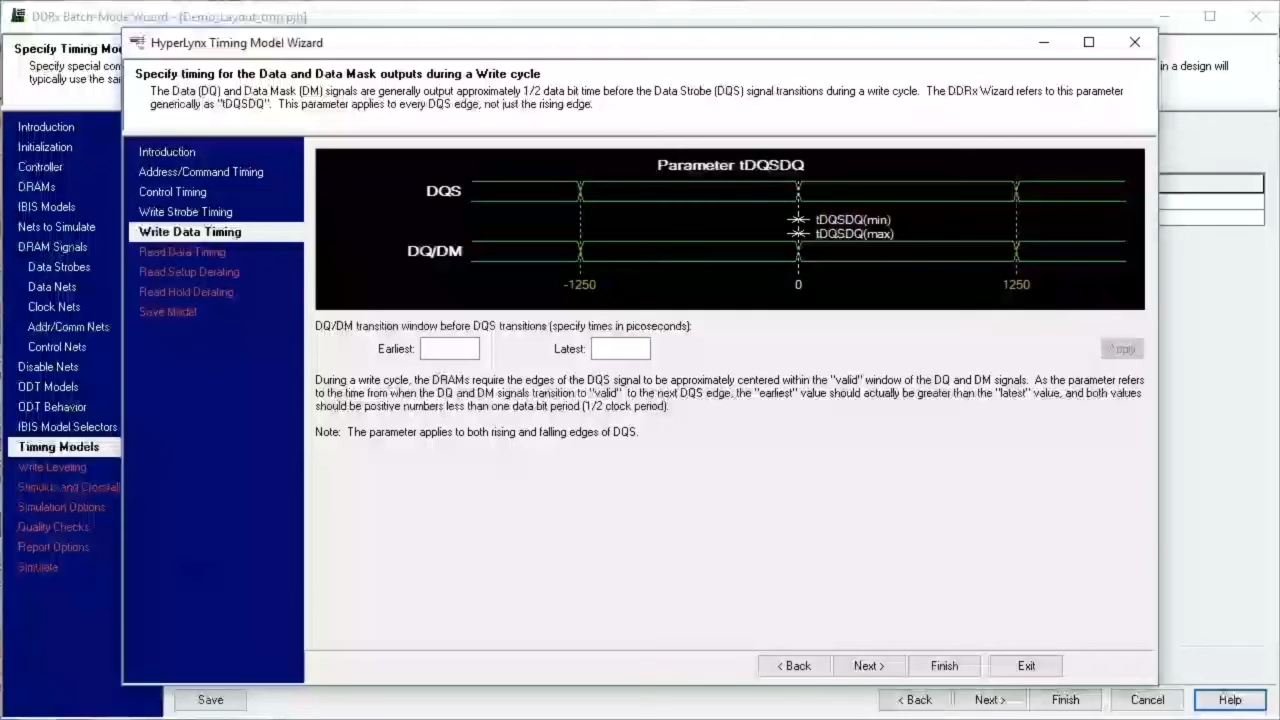 DDRx Batch-Mode Wizard - [Demo_Layout_tmp.pjh]
Specify Timing Mo
Specify special con
typically use the sa
in a design will
Introduction
Initialization
Controller
DRAMs
IBIS Models
Nets to Simulate
DRAM Signals
Data Strobes
Data Nets
Clock Nets
Addr/Comm Nets
Control Nets
Disable Nets
ODT Models
ODT Behavior
IBIS Model Selectors
Timing Models
Write Leveling
Stimulus and Crosstal
Simulation Options
Quality Checks
Report Options
Simulate
HyperLynx Timing Model Wizard
Specify timing for the Data and Data Mask outputs during a Write cycle
The Data (DQ) and Data Mask (DM) signals are generally output approximately 1/2 data bit time before the Data Strobe (DQS) signal transitions during a write cycle. The DDRx Wizard refers to this parameter
generically as "tDQSDQ". This parameter applies to every DQS edge, not just the rising edge.
Introduction
Address/Command Timing
Control Timing
Write Strobe Timing
Write Data Timing
Read Data Timing
Read Setup Derating
Read Hold Derating
Save Model
Parameter tDQSDQ
DQS
tDQSDQ(min)
tDQSDQ(max)
DQ/DM
-1250 0 1250
DQ/DM transition window before DQS transitions (specify times in picoseconds):
Earliest: Latest: Apply
During a write cycle, the DRAMs require the edges of the DQS signal to be approximately centered within the "valid" window of the DQ and DM signals. As the parameter refers
to the time from when the DQ and DM signals transition to "valid" to the next DQS edge, the "earliest" value should actually be greater than the "latest" value, and both values
should be positive numbers less than one data bit period (1/2 clock period).
Note: The parameter applies to both rising and falling edges of DQS.
< Back Next > Finish Exit
Save < Back Next > Finish Cancel Help